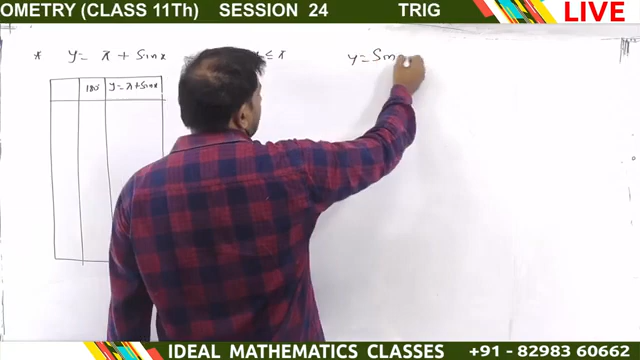 OMETRY (CLASS 11Th) SESSION 24 TRIG LIVE
* y = x + Sinx ≤ π y = Sin
180° y = x + Sinx
IDEAL MATHEMATICS CLASSES +91 - 82983 60662